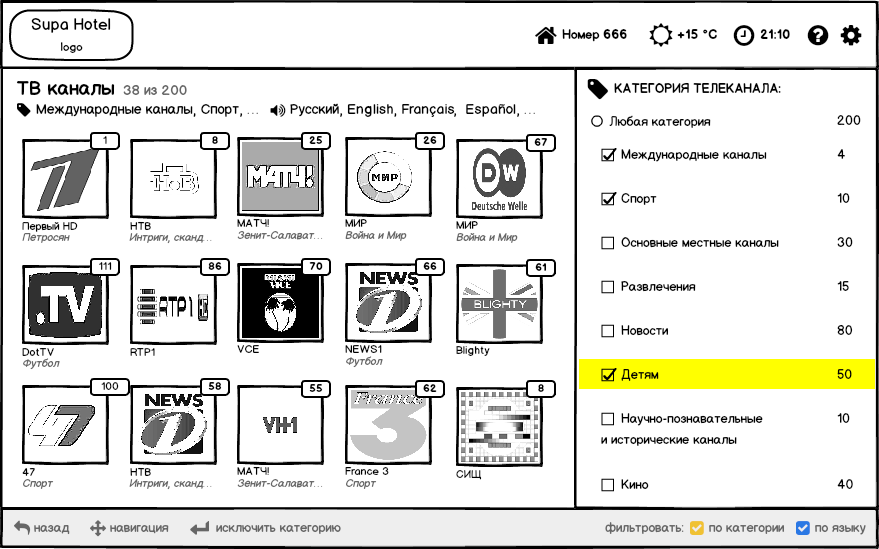 Supa Hotel
logo
Номер 666
+15 °C
21:10
ТВ каналы 38 из 200
Международные каналы, Спорт, ...
Русский, English, Français, Español, ...
1
8
25
26
67
НТВ
МАТЧ!
МИР
DW
Deutsche Welle
Первый HD
НТВ
МАТЧ!
МИР
МИР
Петросян
Интриги, сканд...
Зенит-Салават...
Война и Мир
Война и Мир
111
86
70
66
61
.TV
RTP1
VICE
NEWS
1
BLIGHTY
DotTV
RTP1
VCE
NEWS1
Blighty
Футбол
Футбол
100
58
55
62
8
47
NEWS
1
VH1
France
3
47
НТВ
МАТЧ!
France 3
СИЩ
Спорт
Интриги, сканд...
Зенит-Салават...
Спорт
КАТЕГОРИЯ ТЕЛЕКАНАЛА:
Любая категория 200
Международные каналы 4
Спорт 10
Основные местные каналы 30
Развлечения 15
Новости 80
Детям 50
Научно-познавательные 10
и исторические каналы
Кино 40
назад
навигация
исключить категорию
фильтровать: по категории по языку